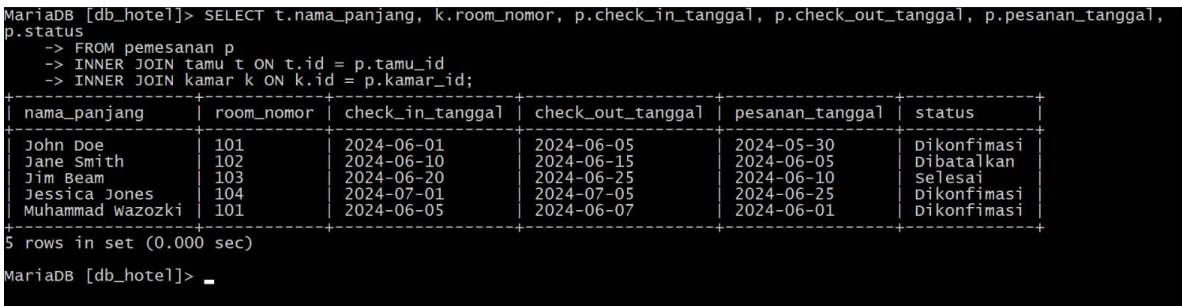 MariaDB [db_hotel]> SELECT t.nama_panjang, k.room_nomor, p.check_in_tanggal, p.check_out_tanggal, p.pesanan_tanggal,
p.status
    -> FROM pemesanan p
    -> INNER JOIN tamu t ON t.id = p.tamu_id
    -> INNER JOIN kamar k ON k.id = p.kamar_id;
+------------------+------------+------------------+-------------------+-----------------+-------------+
| nama_panjang     | room_nomor | check_in_tanggal | check_out_tanggal | pesanan_tanggal | status      |
+------------------+------------+------------------+-------------------+-----------------+-------------+
| John Doe         | 101        | 2024-06-01       | 2024-06-05        | 2024-05-30      | Dikonfimasi |
| Jane Smith       | 102        | 2024-06-10       | 2024-06-15        | 2024-06-05      | Dibatalkan  |
| Jim Beam         | 103        | 2024-06-20       | 2024-06-25        | 2024-06-10      | Selesai     |
| Jessica Jones    | 104        | 2024-07-01       | 2024-07-05        | 2024-06-25      | Dikonfimasi |
| Muhammad Wazozki | 101        | 2024-06-05       | 2024-06-07        | 2024-06-01      | Dikonfimasi |
+------------------+------------+------------------+-------------------+-----------------+-------------+
5 rows in set (0.000 sec)
MariaDB [db_hotel]> _